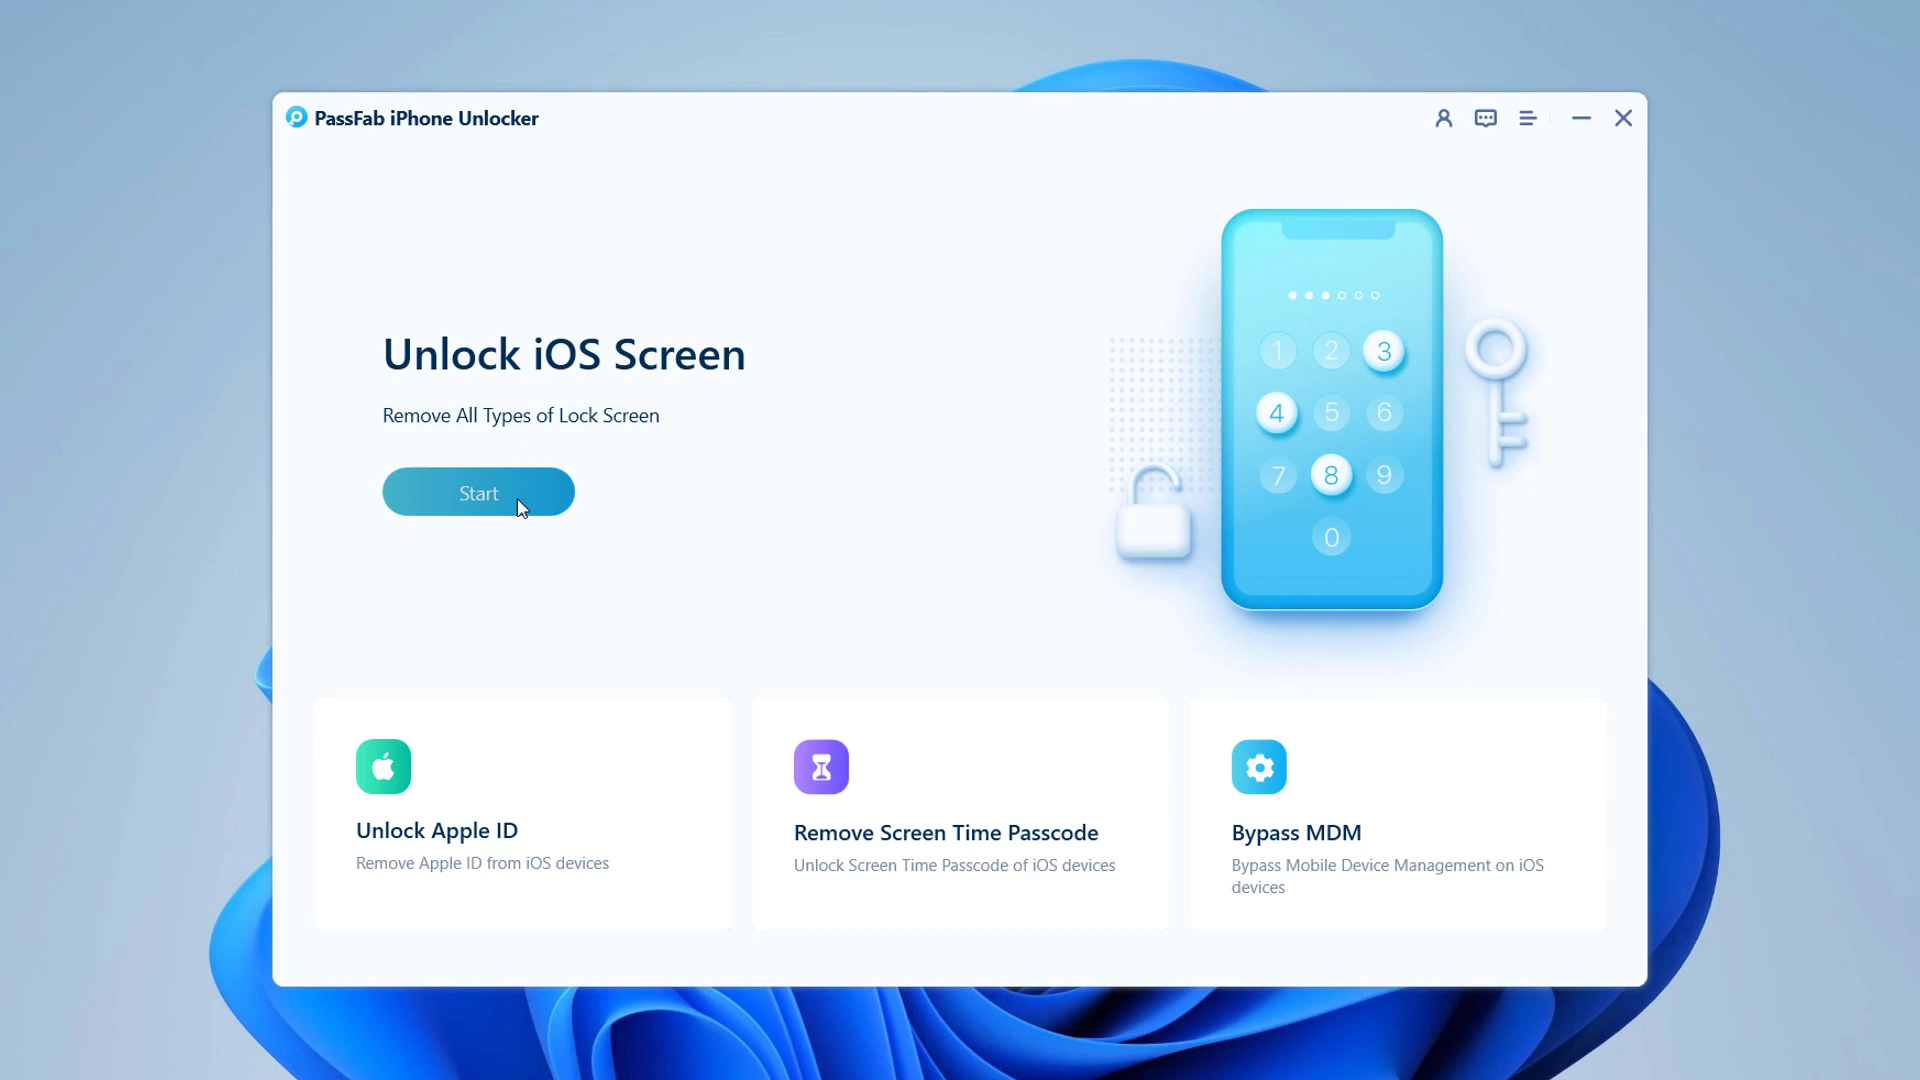 PassFab iPhone Unlocker
Unlock iOS Screen
Remove All Types of Lock Screen
Start
1 2 3
4 5 6
7 8 9
0
Unlock Apple ID
Remove Apple ID from iOS devices
Remove Screen Time Passcode
Unlock Screen Time Passcode of iOS devices
Bypass MDM
Bypass Mobile Device Management on iOS
devices